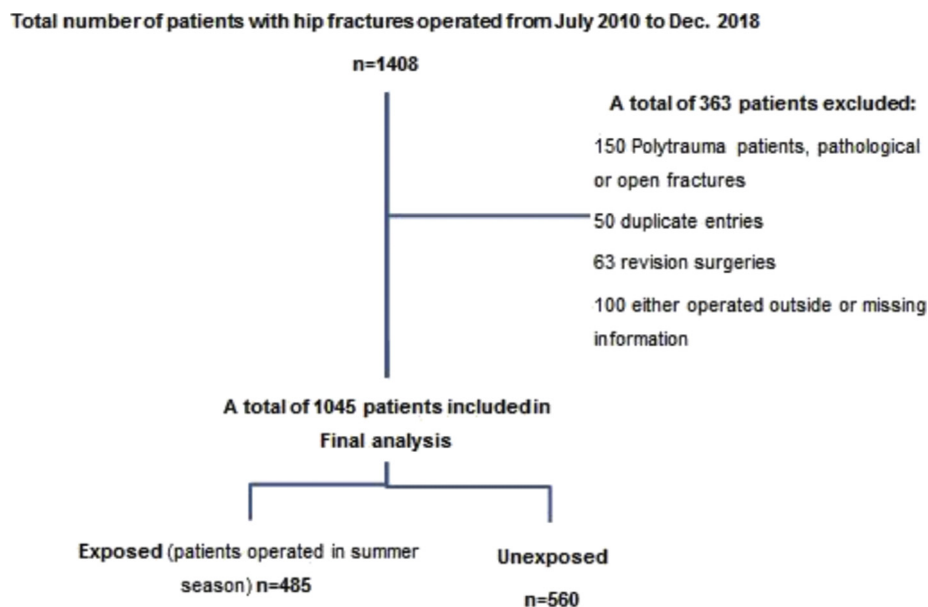 Total number of patients with hip fractures operated from July 2010 to Dec. 2018
n=1408
A total of 363 patients excluded:
150 Polytrauma patients, pathological
or open fractures
50 duplicate entries
63 revision surgeries
100 either operated outside or missing
information
A total of 1045 patients included in
Final analysis
Exposed (patients operated in summer
season) n=485
Unexposed
n=560